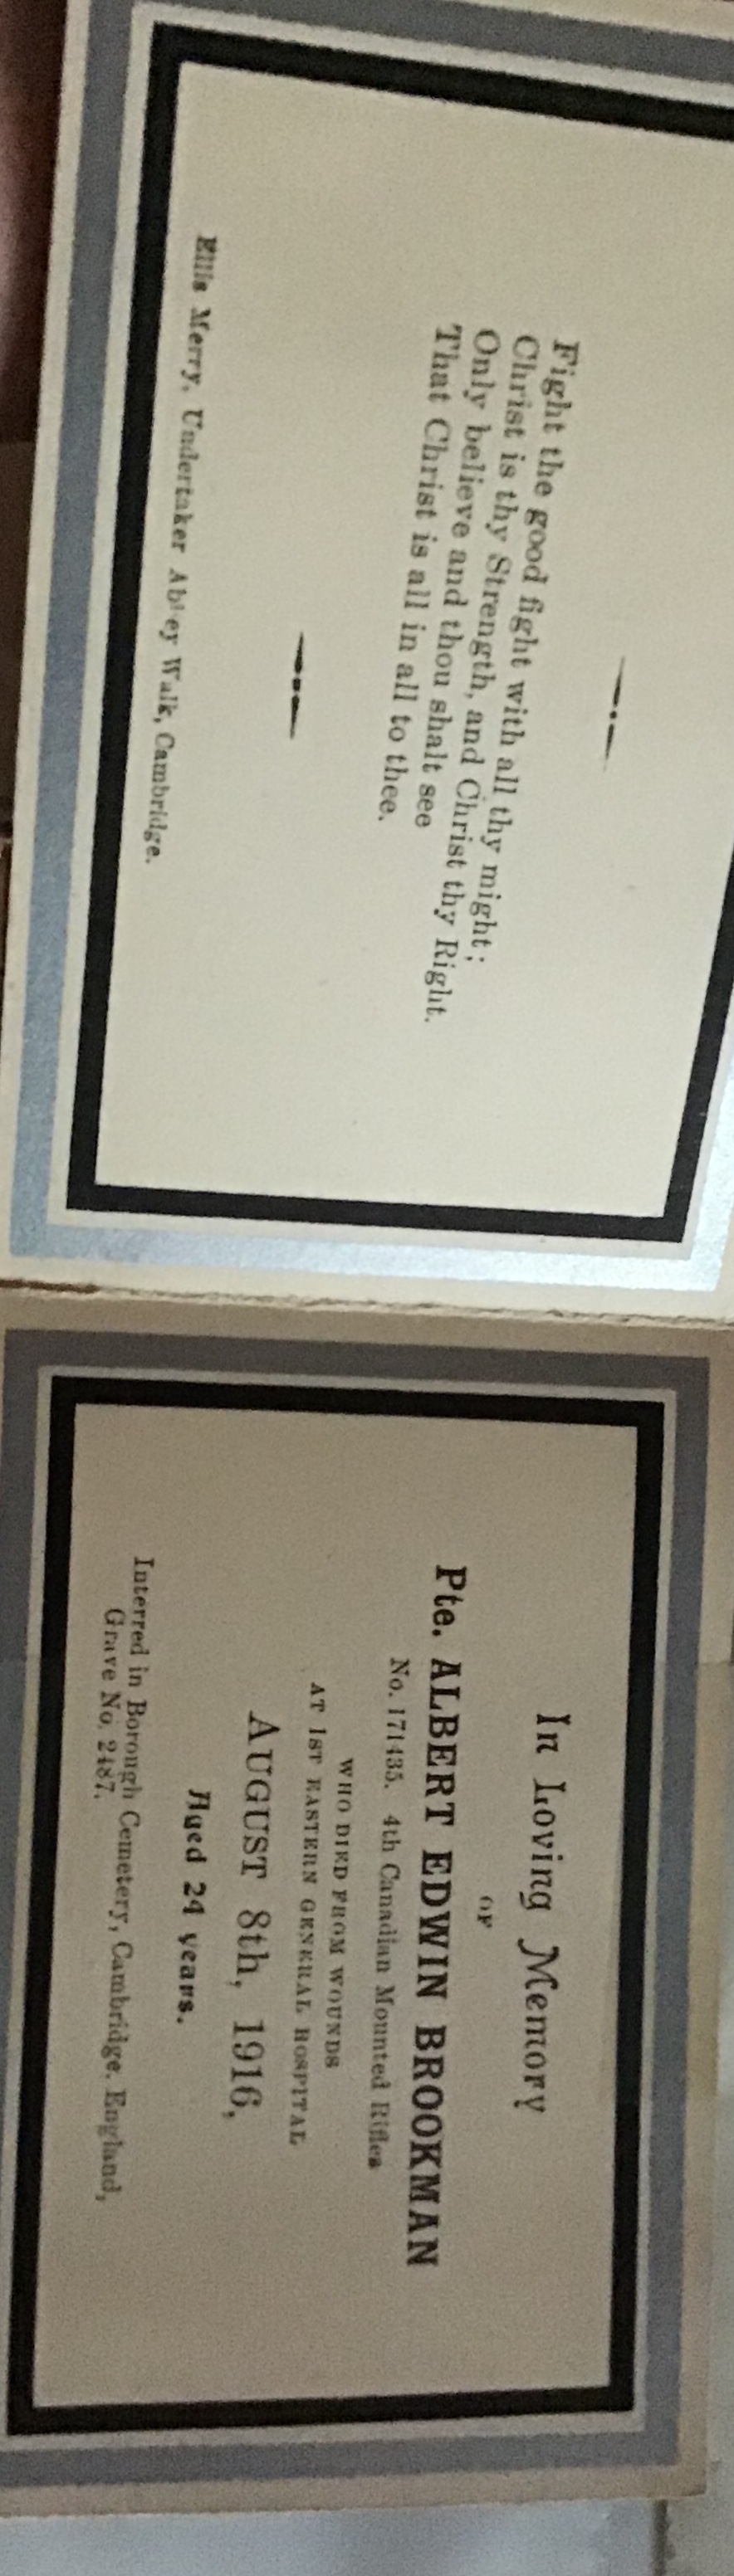 Fight the good fight with all thy might;
Christ is thy Strength, and Christ thy Right.
Only believe and thou shalt see
That Christ is all in all to thee.
Ellis Merry, Undertaker Abbey Walk, Cambridge.
In Loving Memory
OF
Pte. ALBERT EDWIN BROOKMAN
No. 171435. 4th Canadian Mounted Rifles
WHO DIED FROM WOUNDS
AT 1ST EASTERN GENERAL HOSPITAL
AUGUST 8th, 1916,
Aged 24 years.
Interred in Borough Cemetery, Cambridge. England,
Grave No. 2487.